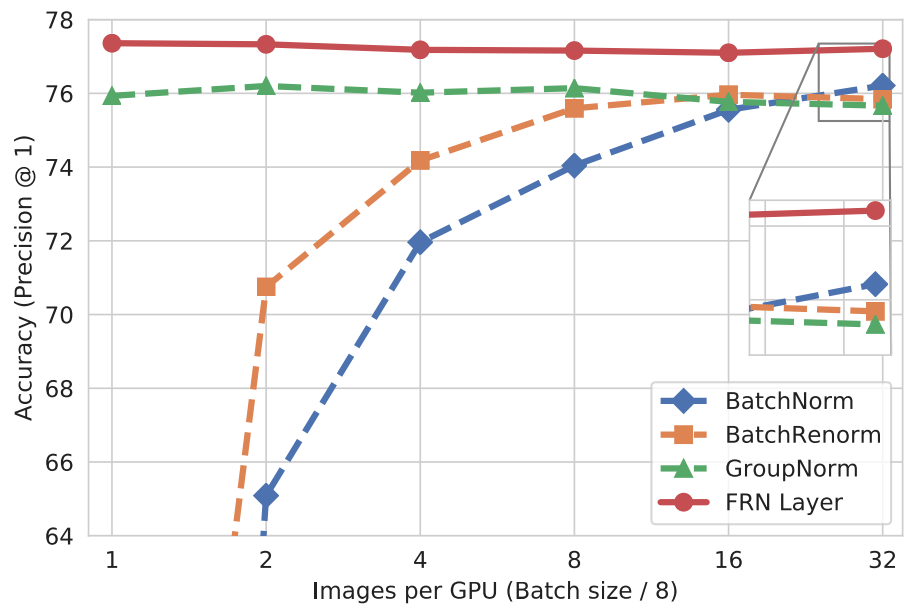 78
76
74
72
70
68
66
64
Accuracy (Precision @ 1)
BatchNorm
BatchRenorm
GroupNorm
FRN Layer
1 2 4 8 16 32
Images per GPU (Batch size / 8)